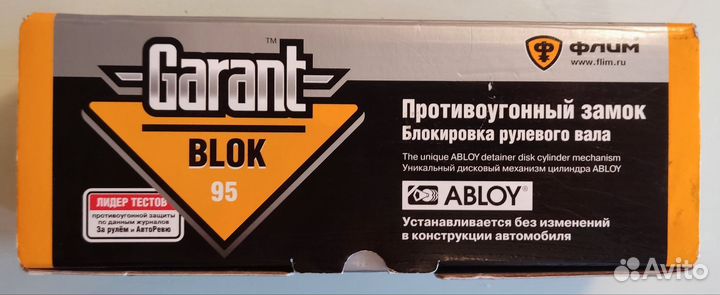 Garant™
BLOK
95
ЛИДЕР ТЕСТОВ
противоугонной защиты
по данным журналов
За рулём и АвтоРевю
ФЛИМ
www.flim.ru
Противоугонный замок
Блокировка рулевого вала
The unique ABLOY detainer disk cylinder mechanism
Уникальный дисковый механизм цилиндра ABLOY
ABLOY®
Устанавливается без изменений
в конструкции автомобиля
Avito